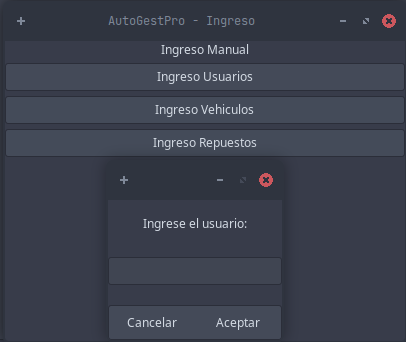 AutoGestPro - Ingreso
Ingreso Manual
Ingreso Usuarios
Ingreso Vehiculos
Ingreso Repuestos
Ingrese el usuario:
Cancelar Aceptar